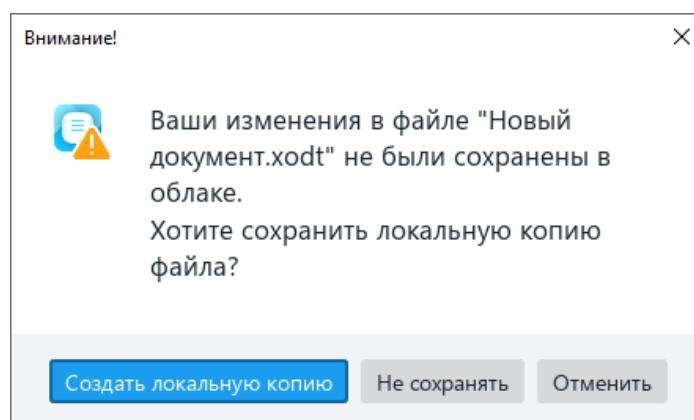 Внимание!
Ваши изменения в файле "Новый
документ.xodt" не были сохранены в
облаке.
Хотите сохранить локальную копию
файла?
Создать локальную копию Не сохранять Отменить